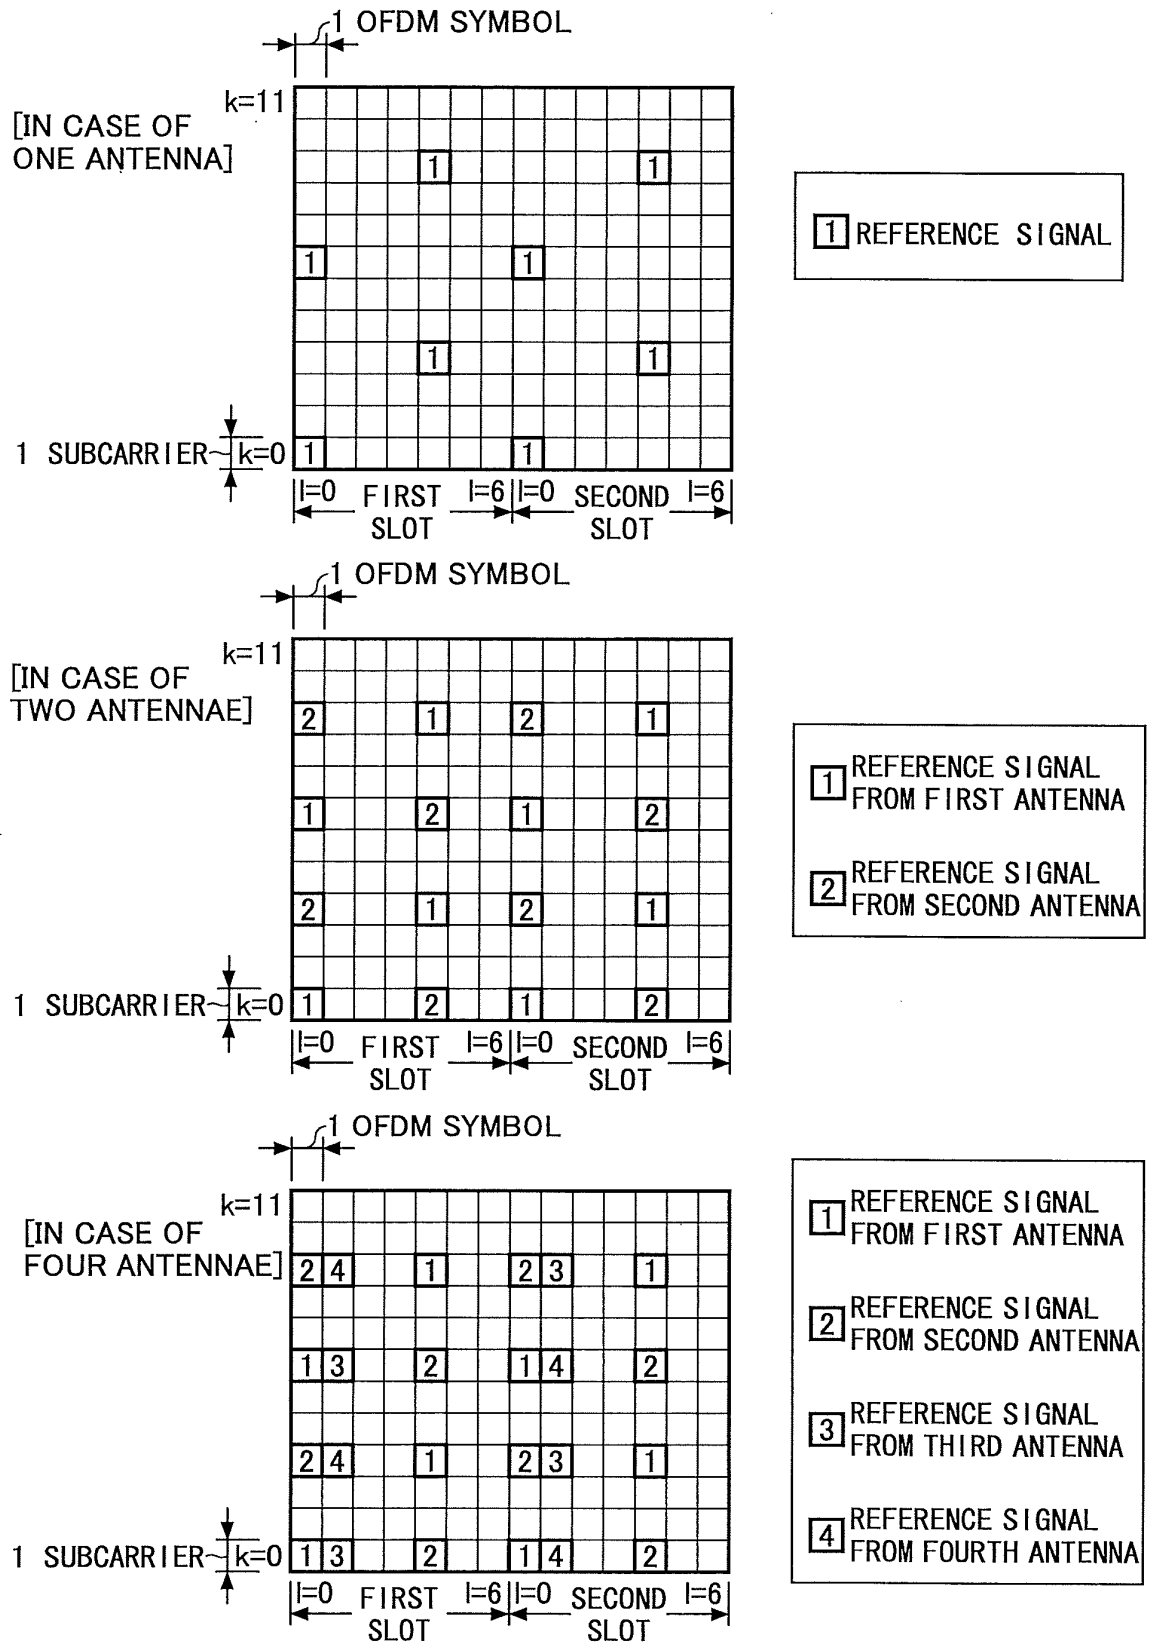 1 OFDM SYMBOL
k=11
[IN CASE OF
ONE ANTENNA]
1 1
1 REFERENCE SIGNAL
1 1
1 1
1 SUBCARRIER k=0 1 1
l=0 FIRST SLOT l=6 l=0 SECOND SLOT l=6
1 OFDM SYMBOL
k=11
[IN CASE OF
TWO ANTENNAE]
2 1 2 1
1 2 1 2
2 1 2 1
1 SUBCARRIER k=0 1 2 1 2
l=0 FIRST SLOT l=6 l=0 SECOND SLOT l=6
1 REFERENCE SIGNAL
FROM FIRST ANTENNA
2 REFERENCE SIGNAL
FROM SECOND ANTENNA
1 OFDM SYMBOL
k=11
[IN CASE OF
FOUR ANTENNAE]
2 4 1 2 3 1
1 3 2 1 4 2
2 4 1 2 3 1
1 SUBCARRIER k=0 1 3 2 1 4 2
l=0 FIRST SLOT l=6 l=0 SECOND SLOT l=6
1 REFERENCE SIGNAL
FROM FIRST ANTENNA
2 REFERENCE SIGNAL
FROM SECOND ANTENNA
3 REFERENCE SIGNAL
FROM THIRD ANTENNA
4 REFERENCE SIGNAL
FROM FOURTH ANTENNA